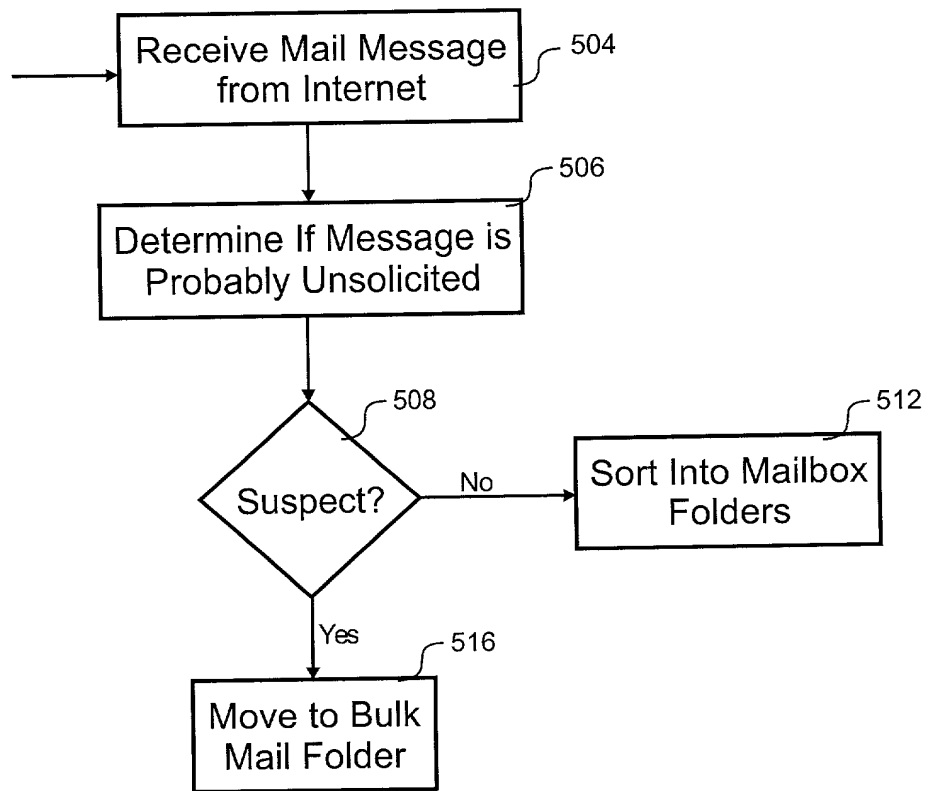 Receive Mail Message
from Internet
504
506
Determine If Message is
Probably Unsolicited
508
Suspect?
No
512
Sort Into Mailbox
Folders
Yes
516
Move to Bulk
Mail Folder